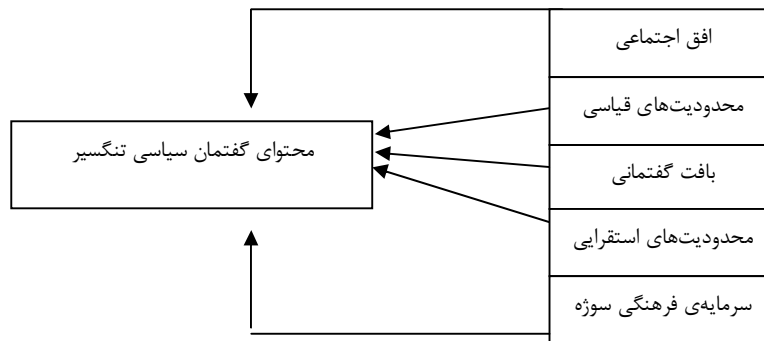 افق اجتماعی
محدودیت‌های قیاسی
محتوای گفتمان سیاسی تنگسیر
بافت گفتمانی
محدودیت‌های استقرایی
سرمایه‌ی فرهنگی سوژه